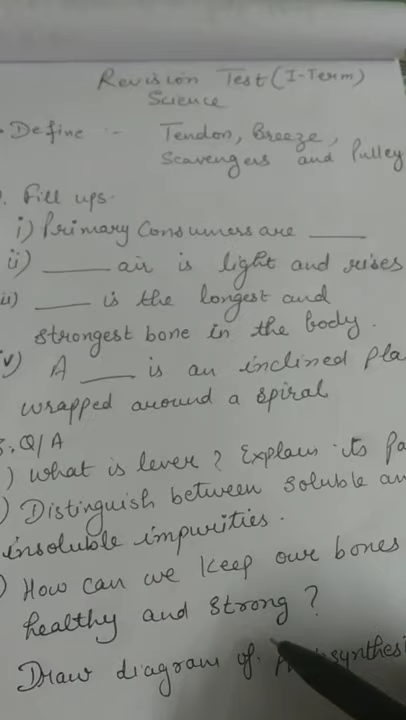 Revision Test (I-Term)
Science
Define :- Tendon, Breeze,
Scavengers and Pulley
Fill ups.
i) Primary Consumers are ____
ii) ____ air is light and rises
iii) ____ is the longest and
strongest bone in the body.
iv) A ____ is an inclined pla
wrapped around a spiral
3. Q/A
) What is lever? Explain its pa
) Distinguish between soluble an
insoluble impurities.
) How can we keep our bones
healthy and strong?
Draw diagram of